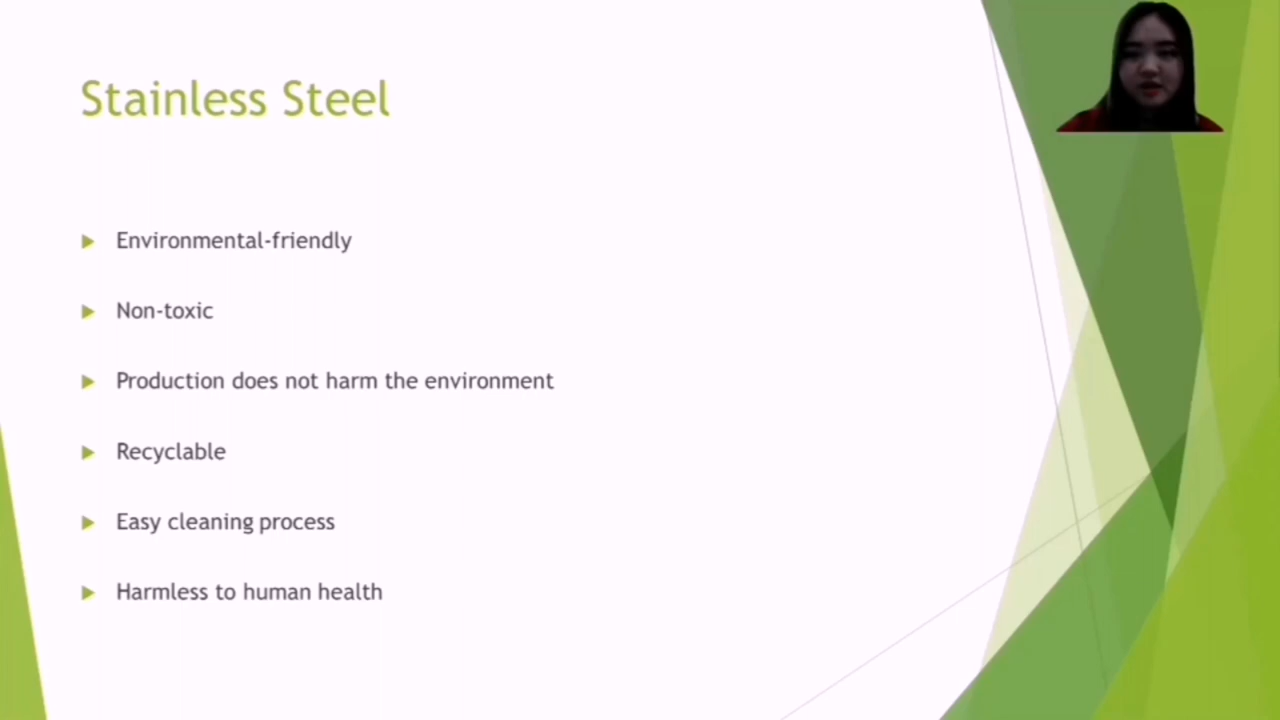 Stainless Steel
Environmental-friendly
Non-toxic
Production does not harm the environment
Recyclable
Easy cleaning process
Harmless to human health